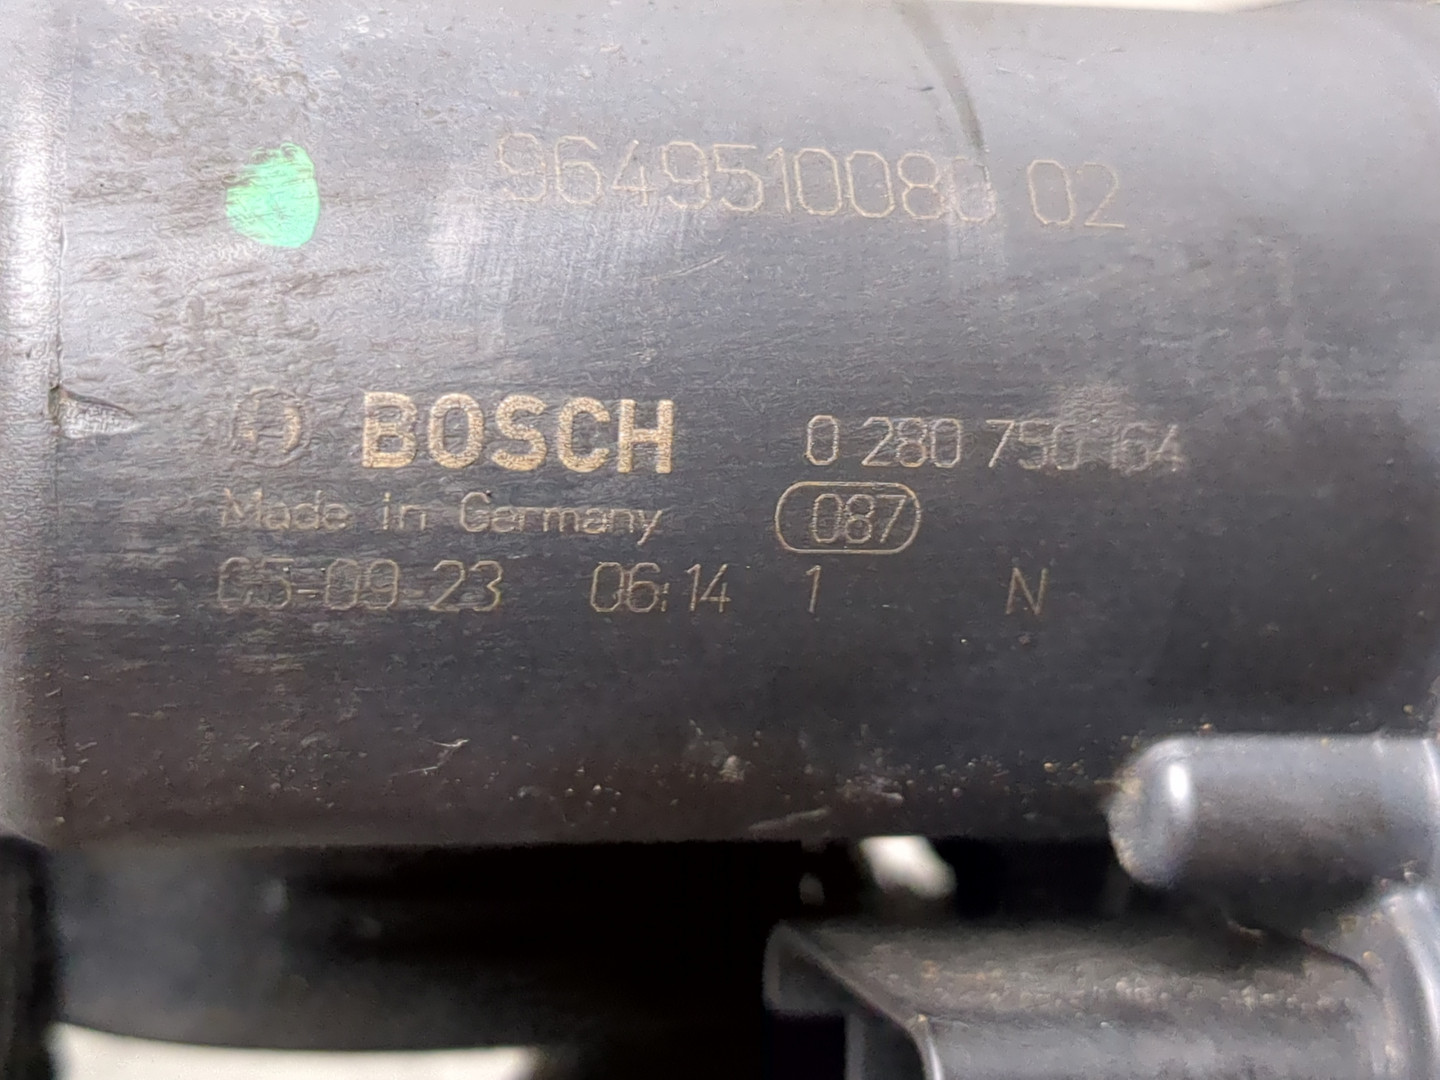 9649510080 02
BOSCH 0 280 750 164
Made in Germany 087
05-09-23 06:14 1 N